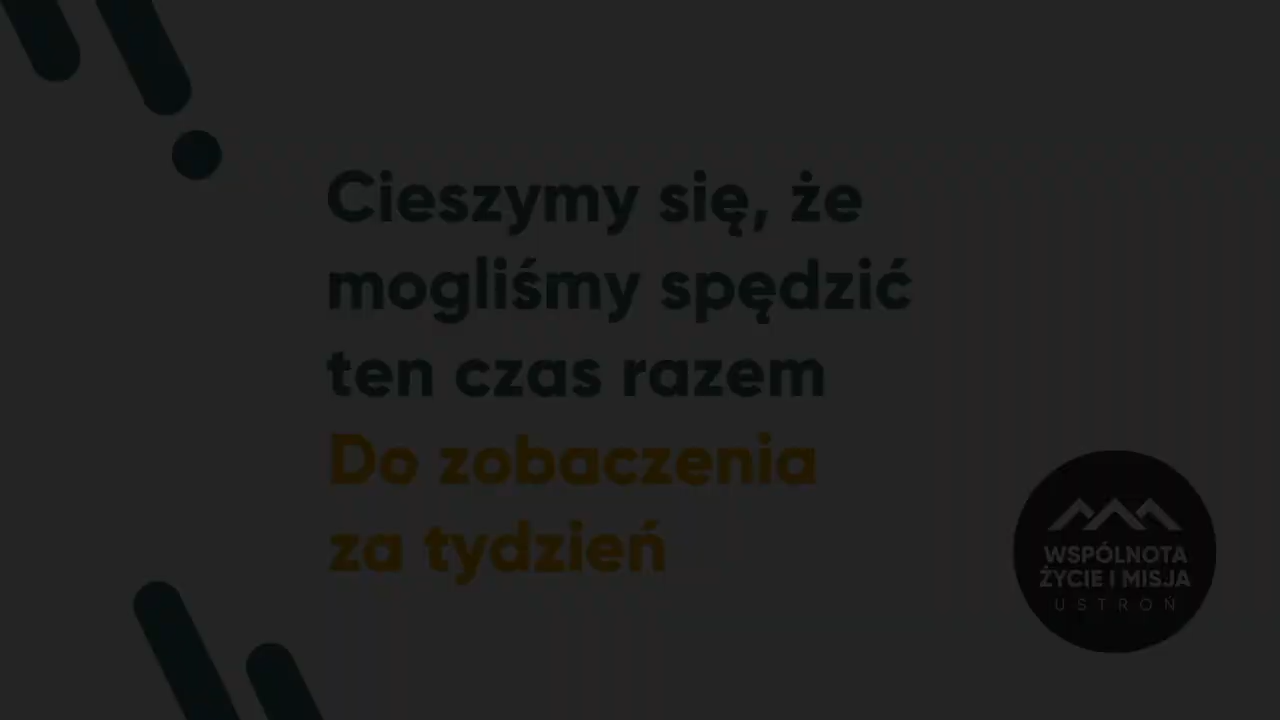 Cieszymy się, że
mogliśmy spędzić
ten czas razem
Do zobaczenia
za tydzień
WSPÓLNOTA
ŻYCIE I MISJA
USTROŃ